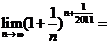 lim(1+1/n)^{n+1/2011}=
n→∞